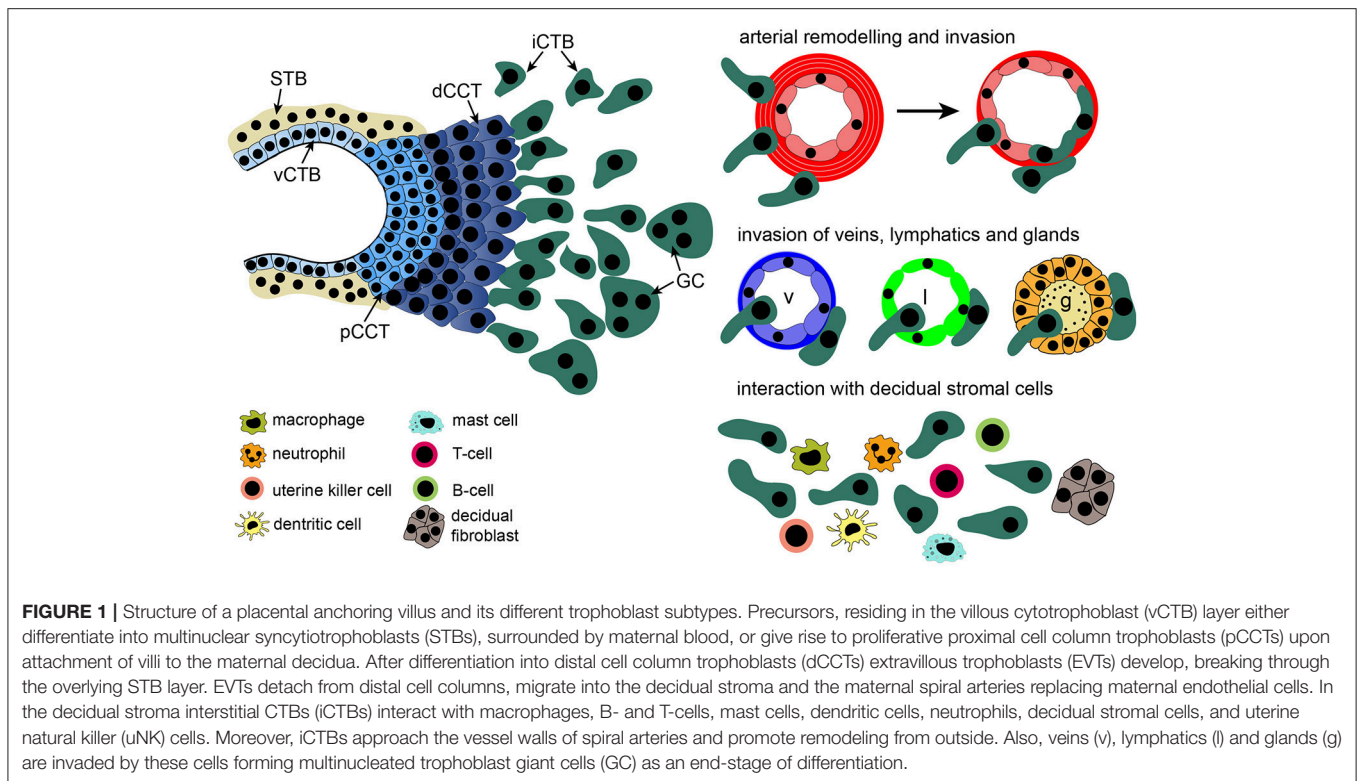 iCTB
STB
dCCT
vCTB
pCCT
GC
arterial remodelling and invasion
invasion of veins, lymphatics and glands
v
l
g
interaction with decidual stromal cells
macrophage
mast cell
neutrophil
T-cell
uterine killer cell
B-cell
dentritic cell
decidual
fibroblast
FIGURE 1 | Structure of a placental anchoring villus and its different trophoblast subtypes. Precursors, residing in the villous cytotrophoblast (vCTB) layer either
differentiate into multinuclear syncytiotrophoblasts (STBs), surrounded by maternal blood, or give rise to proliferative proximal cell column trophoblasts (pCCTs) upon
attachment of villi to the maternal decidua. After differentiation into distal cell column trophoblasts (dCCTs) extravillous trophoblasts (EVTs) develop, breaking through
the overlying STB layer. EVTs detach from distal cell columns, migrate into the decidual stroma and the maternal spiral arteries replacing maternal endothelial cells. In
the decidual stroma interstitial CTBs (iCTBs) interact with macrophages, B- and T-cells, mast cells, dendritic cells, neutrophils, decidual stromal cells, and uterine
natural killer (uNK) cells. Moreover, iCTBs approach the vessel walls of spiral arteries and promote remodeling from outside. Also, veins (v), lymphatics (l) and glands (g)
are invaded by these cells forming multinucleated trophoblast giant cells (GC) as an end-stage of differentiation.